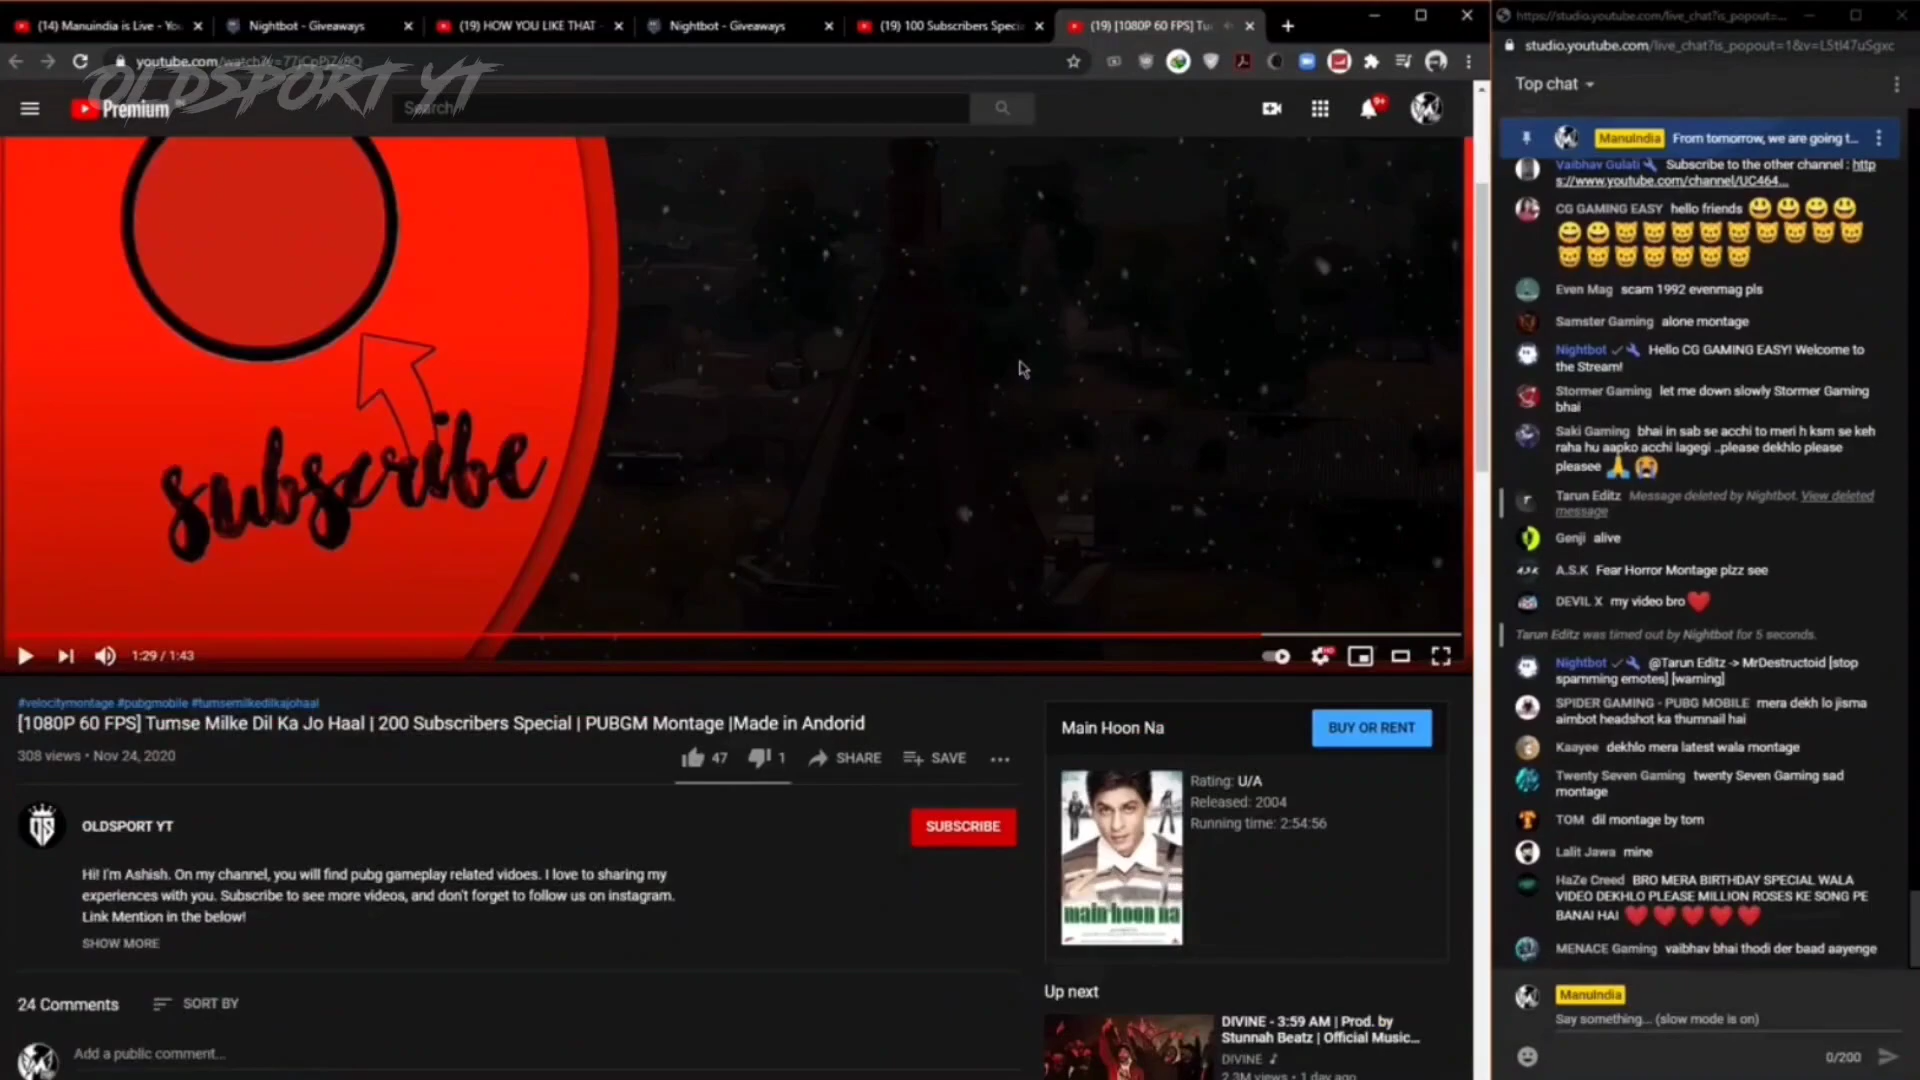 (14) Manuindia is Live - Yo
Nightbot - Giveaways
(19) HOW YOU LIKE THAT -
Nightbot - Giveaways
(19) 100 Subscribers Specia
(19) [1080P 60 FPS] Tu
https://studio.youtube.com/live_chat?is_popout=...
youtube.com/watch?v=
studio.youtube.com/live_chat?is_popout=1&v=L5tI47uSgxc
OLDSPORT YT
Premium
Search
9+
Top chat
ManuIndia From tomorrow, we are going t...
Vaibhav Gulati Subscribe to the other channel : http
s://www.youtube.com/channel/UC464...
CG GAMING EASY hello friends 😃😃😃😃
Even Mag scam 1992 evenmag pls
Samster Gaming alone montage
Nightbot Hello CG GAMING EASY! Welcome to
the Stream!
Stormer Gaming let me down slowly Stormer Gaming
bhai
Saki Gaming bhai in sab se acchi to meri h ksm se keh
raha hu aapko acchi lagegi ..please dekhlo please
pleasee 🙏😭
Tarun Editz Message deleted by Nightbot. View deleted
message
Genji alive
A.S.K Fear Horror Montage plzz see
DEVIL X my video bro❤️
Tarun Editz was timed out by Nightbot for 5 seconds.
Nightbot @Tarun Editz -> MrDestructoid [stop
spamming emotes] [warning]
SPIDER GAMING - PUBG MOBILE mera dekh lo jisma
aimbot headshot ka thumnail hai
Kaayee dekhlo mera latest wala montage
Twenty Seven Gaming twenty Seven Gaming sad
montage
TOM dil montage by tom
Lalit Jawa mine
HaZe Creed BRO MERA BIRTHDAY SPECIAL WALA
VIDEO DEKHLO PLEASE MILLION ROSES KE SONG PE
BANAI HAI ❤️❤️❤️❤️❤️
MENACE Gaming vaibhav bhai thodi der baad aayenge
ManuIndia
Say something... (slow mode is on)
0/200
subscribe
1:29 / 1:43
#velocitymontage #pubgmobile #tumsemilkedilkajohaal
[1080P 60 FPS] Tumse Milke Dil Ka Jo Haal | 200 Subscribers Special | PUBGM Montage |Made in Andorid
308 views • Nov 24, 2020
47 1 SHARE SAVE
OLDSPORT YT
SUBSCRIBE
Hi! I'm Ashish. On my channel, you will find pubg gameplay related vidoes. I love to sharing my
experiences with you. Subscribe to see more videos, and don't forget to follow us on instagram.
Link Mention in the below!
SHOW MORE
24 Comments SORT BY
Add a public comment...
Main Hoon Na
BUY OR RENT
Rating: U/A
Released: 2004
Running time: 2:54:56
main hoon na
Up next
DIVINE - 3:59 AM | Prod. by
Stunnah Beatz | Official Music...
DIVINE
2.3M views • 1 day ago